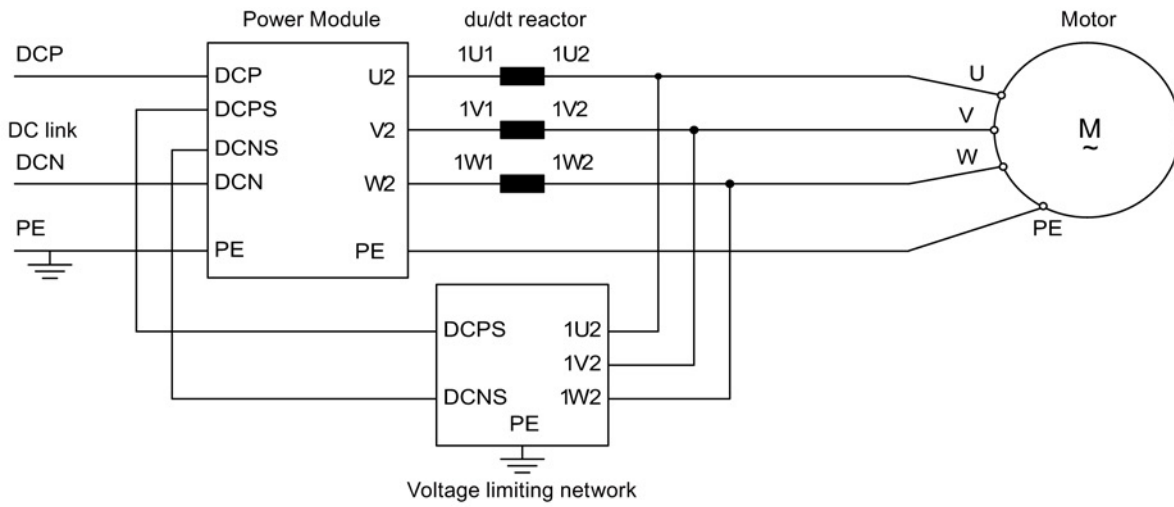 Power Module
du/dt reactor
Motor
DCP
1U1
1U2
DCP
U2
U
DCPS
1V1
1V2
DC link
V2
V
M
~
DCNS
DCN
1W1
1W2
W
DCN
W2
PE
PE
PE
PE
DCPS
1U2
1V2
DCNS
1W2
PE
Voltage limiting network